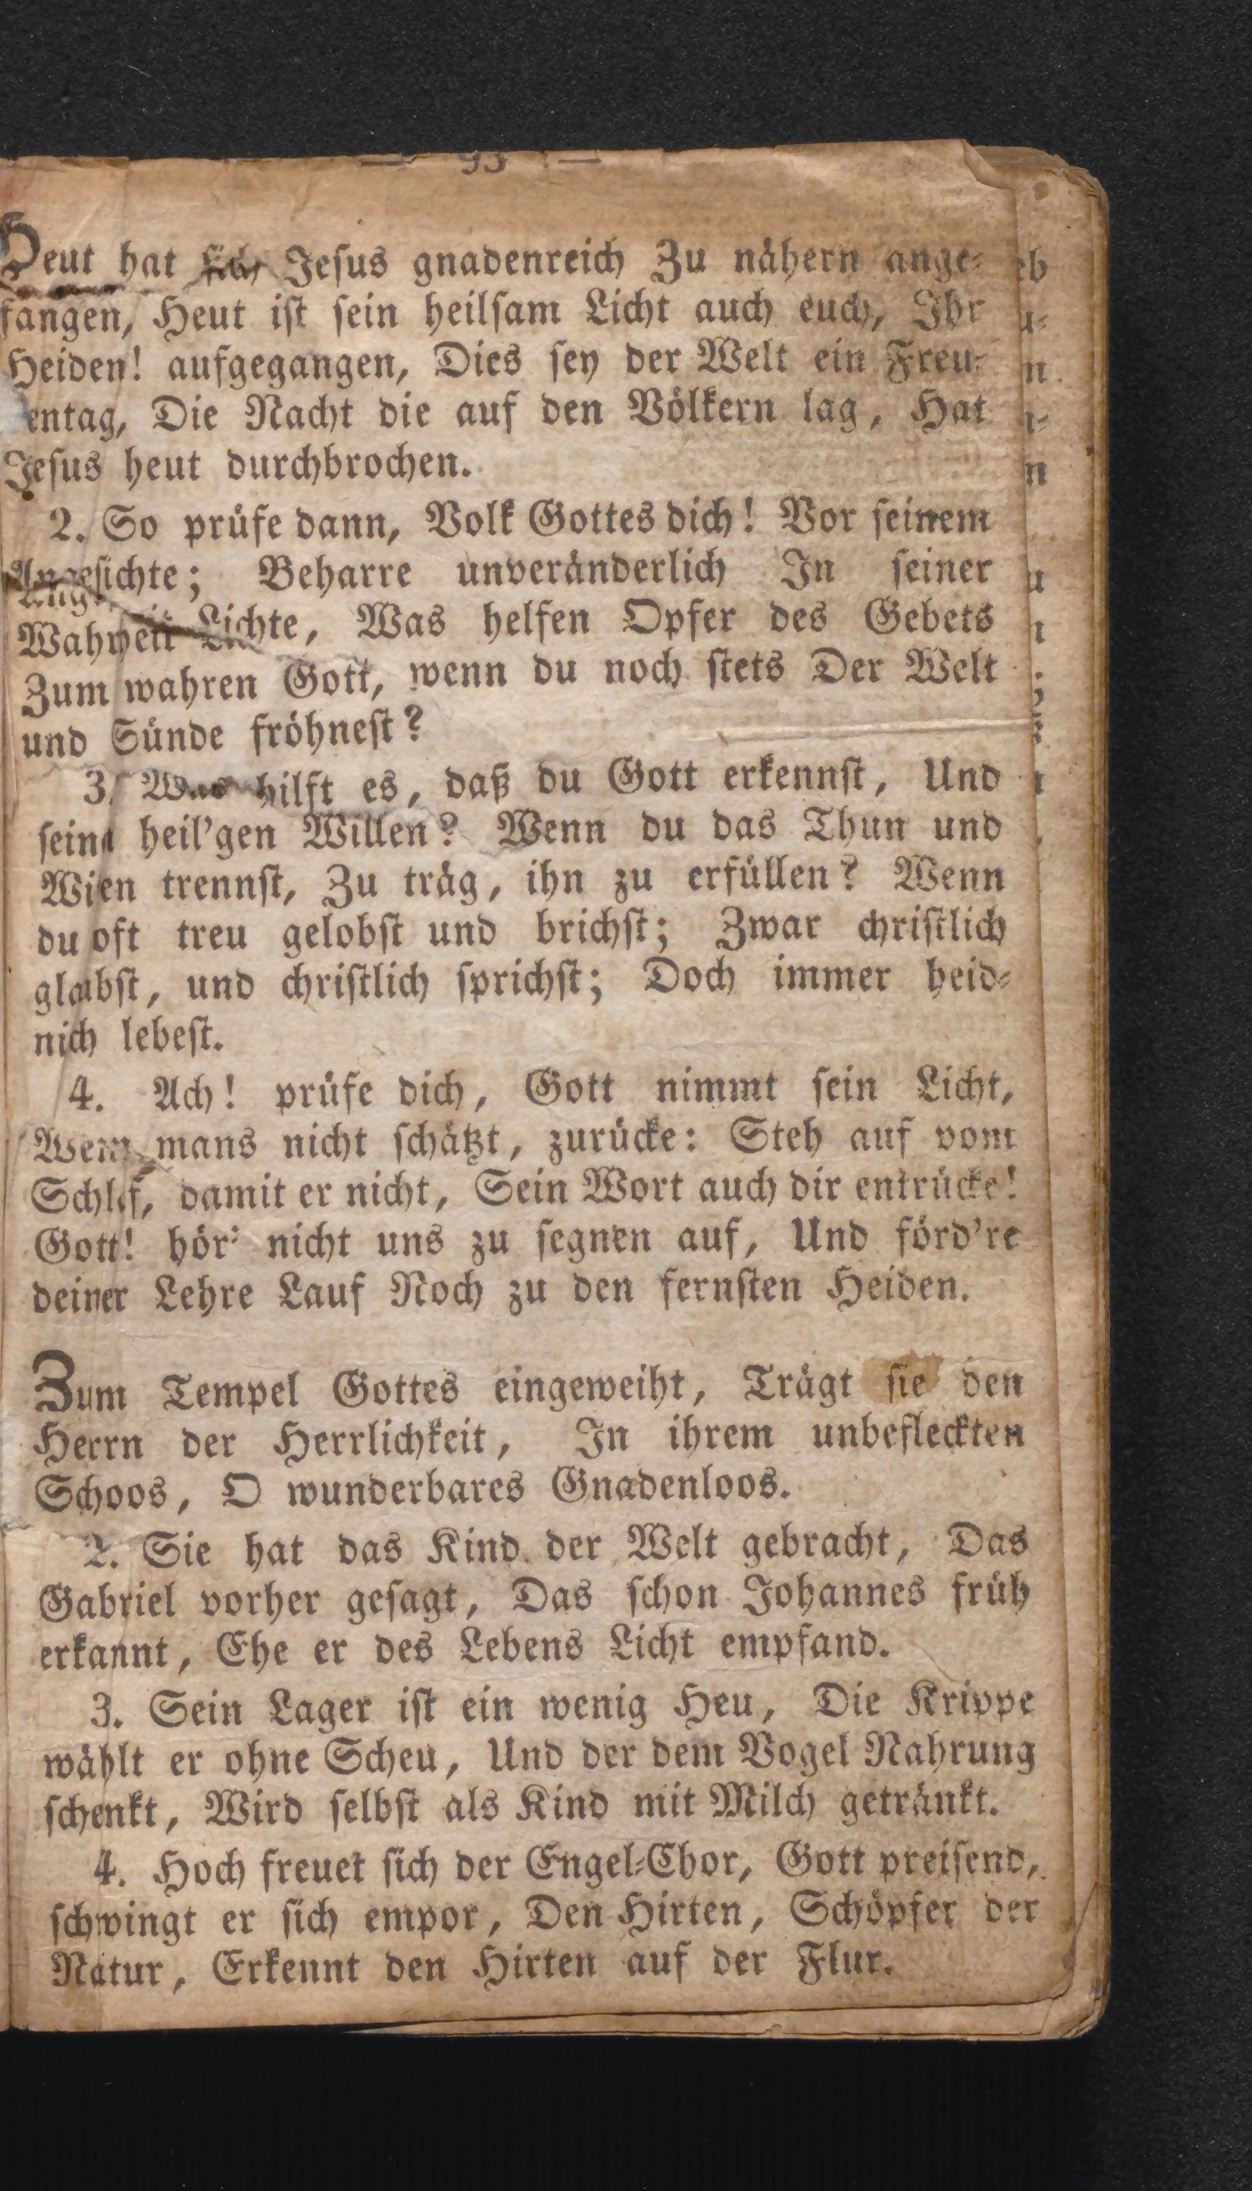 — 93 —
Heut hat sich Jesus gnadenreich Zu nähern ange-
fangen, Heut ist sein heilsam Licht auch euch, Ihr
Heiden! aufgegangen, Dies sey der Welt ein Freu-
entag, Die Nacht die auf den Völkern lag, Hat
Jesus heut durchbrochen.
2. So prüfe dann, Volk Gottes dich! Vor seinem
Angesichte; Beharre unveränderlich In seiner
Wahrheit Lichte, Was helfen Opfer des Gebets
Zum wahren Gott, wenn du noch stets Der Welt
und Sünde fröhnest?
3. Was hilft es, daß du Gott erkennst, Und
seine heil'gen Willen? Wenn du das Thun und
Wien trennst, Zu träg, ihn zu erfüllen? Wenn
du oft treu gelobst und brichst; Zwar christlich
glaubst, und christlich sprichst; Doch immer heid-
nich lebest.
4. Ach! prüfe dich, Gott nimmt sein Licht,
Wenn mans nicht schätzt, zurücke: Steh auf vom
Schlaf, damit er nicht, Sein Wort auch dir entrücke!
Gott! hör' nicht uns zu segnen auf, Und förd're
deiner Lehre Lauf Noch zu den fernsten Heiden.
Zum Tempel Gottes eingeweiht, Trägt sie den
Herrn der Herrlichkeit, In ihrem unbefleckten
Schoos, O wunderbares Gnadenloos.
2. Sie hat das Kind der Welt gebracht, Das
Gabriel vorher gesagt, Das schon Johannes früh
erkannt, Ehe er des Lebens Licht empfand.
3. Sein Lager ist ein wenig Heu, Die Krippe
wählt er ohne Scheu, Und der dem Vogel Nahrung
schenkt, Wird selbst als Kind mit Milch getränkt.
4. Hoch freuet sich der Engel-Chor, Gott preisend,
schwingt er sich empor, Den Hirten, Schöpfer der
Natur, Erkennt den Hirten auf der Flur.